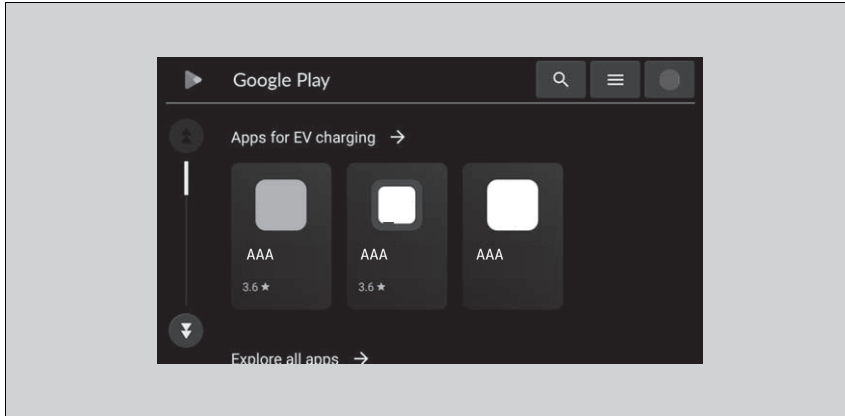 Google Play
Apps for EV charging →
AAA AAA AAA
3.6 ★ 3.6 ★
Explore all apps →